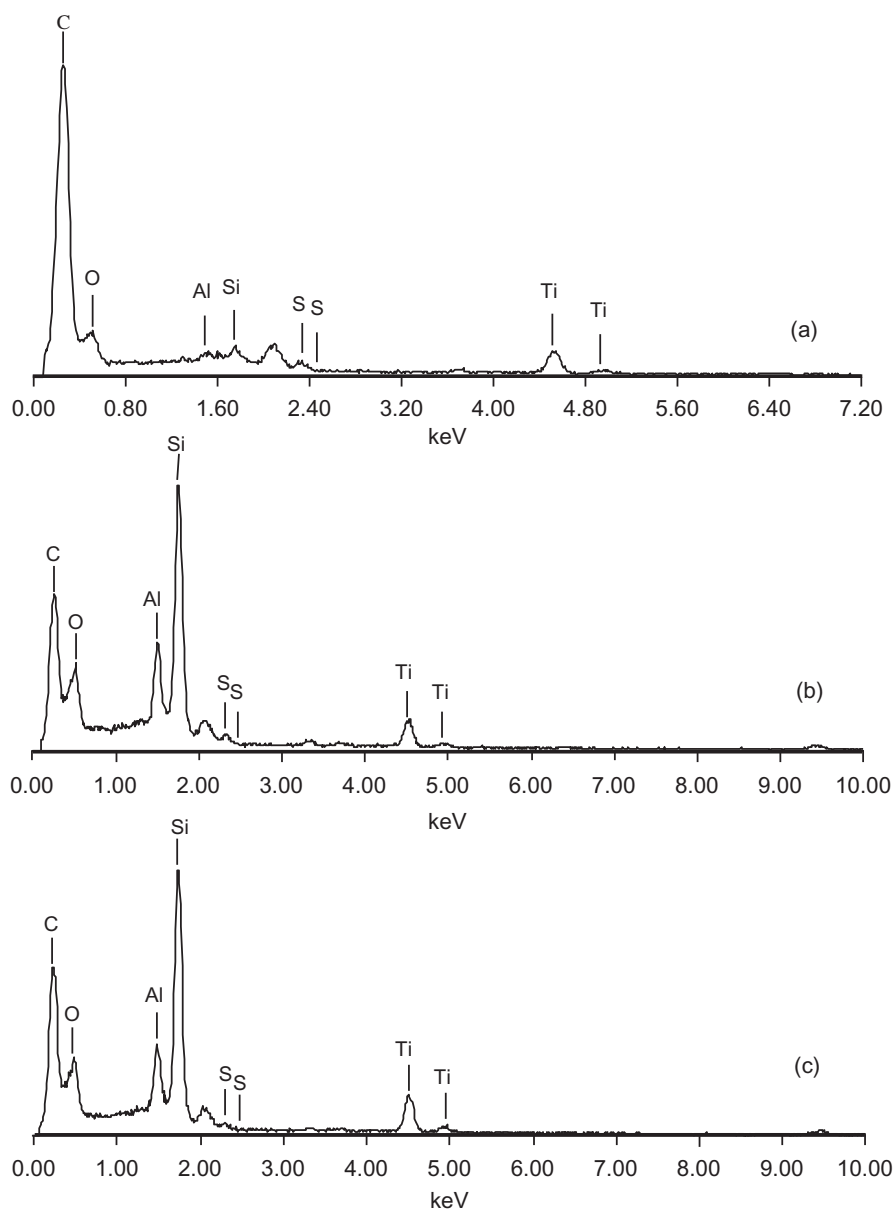 C
O
Al
Si
S S
Ti
Ti
(a)
0.00 0.80 1.60 2.40 3.20 4.00 4.80 5.60 6.40 7.20
keV
Si
C
O
Al
S S
Ti
Ti
(b)
0.00 1.00 2.00 3.00 4.00 5.00 6.00 7.00 8.00 9.00 10.00
keV
Si
C
O
Al
S S
Ti
Ti
(c)
0.00 1.00 2.00 3.00 4.00 5.00 6.00 7.00 8.00 9.00 10.00
keV